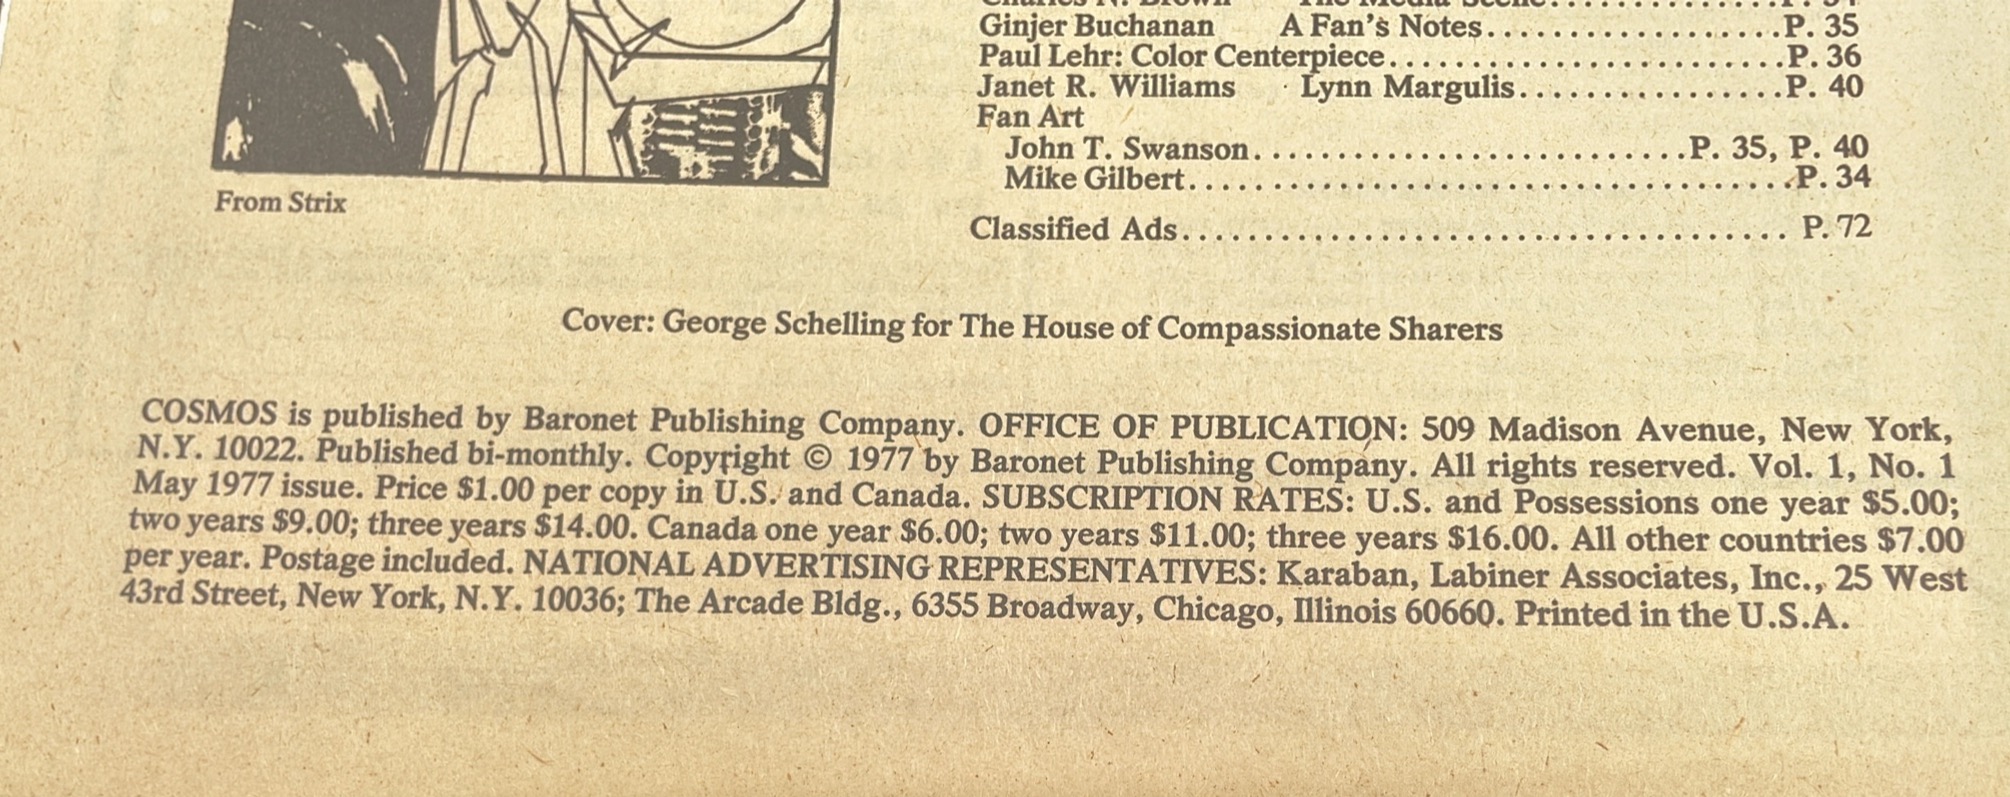 Charles N. Brown The Media Scene.............P. 34
Ginjer Buchanan A Fan's Notes..................P. 35
Paul Lehr: Color Centerpiece........................P. 36
Janet R. Williams Lynn Margulis................P. 40
Fan Art
John T. Swanson...........................P. 35, P. 40
Mike Gilbert.....................................P. 34
From Strix
Classified Ads..................................... P. 72
Cover: George Schelling for The House of Compassionate Sharers
COSMOS is published by Baronet Publishing Company. OFFICE OF PUBLICATION: 509 Madison Avenue, New York,
N.Y. 10022. Published bi-monthly. Copyright © 1977 by Baronet Publishing Company. All rights reserved. Vol. 1, No. 1
May 1977 issue. Price $1.00 per copy in U.S. and Canada. SUBSCRIPTION RATES: U.S. and Possessions one year $5.00;
two years $9.00; three years $14.00. Canada one year $6.00; two years $11.00; three years $16.00. All other countries $7.00
per year. Postage included. NATIONAL ADVERTISING REPRESENTATIVES: Karaban, Labiner Associates, Inc., 25 West
43rd Street, New York, N.Y. 10036; The Arcade Bldg., 6355 Broadway, Chicago, Illinois 60660. Printed in the U.S.A.